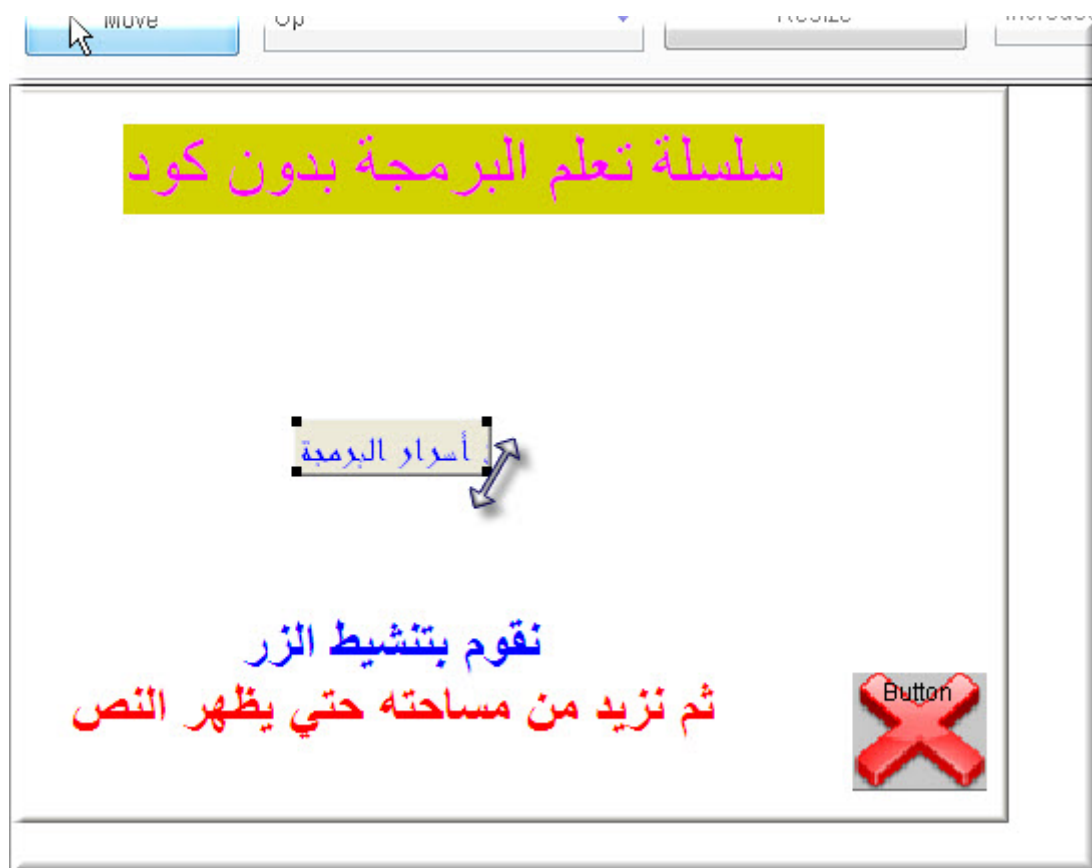 Move Up Resize
سلسلة تعلم البرمجة بدون كود
أسرار البرمجة
نقوم بتنشيط الزر
ثم نزيد من مساحته حتي يظهر النص
Button